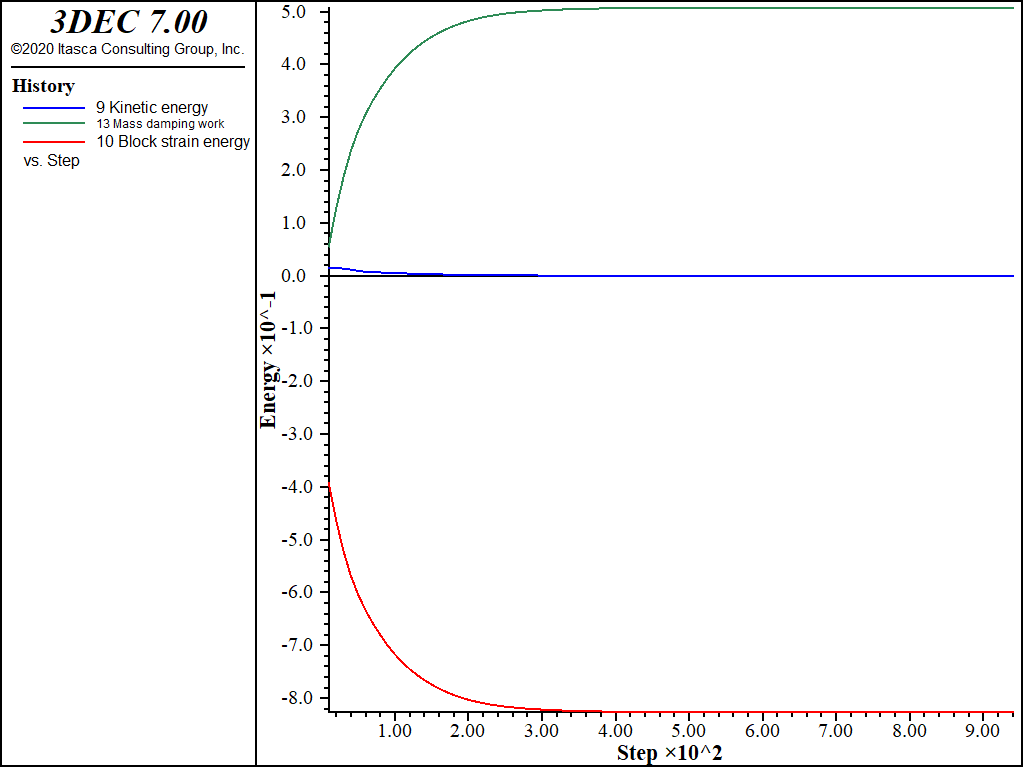 3DEC 7.00
©2020 Itasca Consulting Group, Inc.
History
9 Kinetic energy
13 Mass damping work
10 Block strain energy
vs. Step
5.0
4.0
3.0
2.0
1.0
0.0
-1.0
-2.0
-3.0
-4.0
-5.0
-6.0
-7.0
-8.0
Energy ×10^-1
1.00 2.00 3.00 4.00 5.00 6.00 7.00 8.00 9.00
Step ×10^2